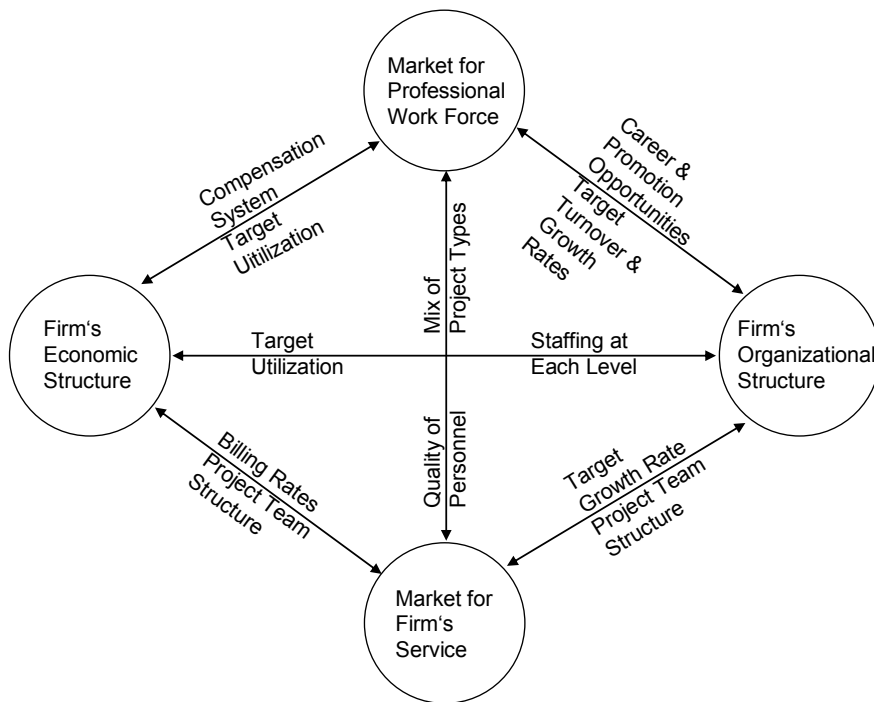 Market for
Professional
Work Force
Compensation
System
Target
Uitilization
Career &
Promotion
Opportunities
Target
Turnover &
Growth
Rates
Mix of
Project Types
Firm‘s
Economic
Structure
Target
Utilization
Staffing at
Each Level
Firm‘s
Organizational
Structure
Quality of
Personnel
Billing Rates
Project Team
Structure
Target
Growth Rate
Project Team
Structure
Market for
Firm‘s
Service